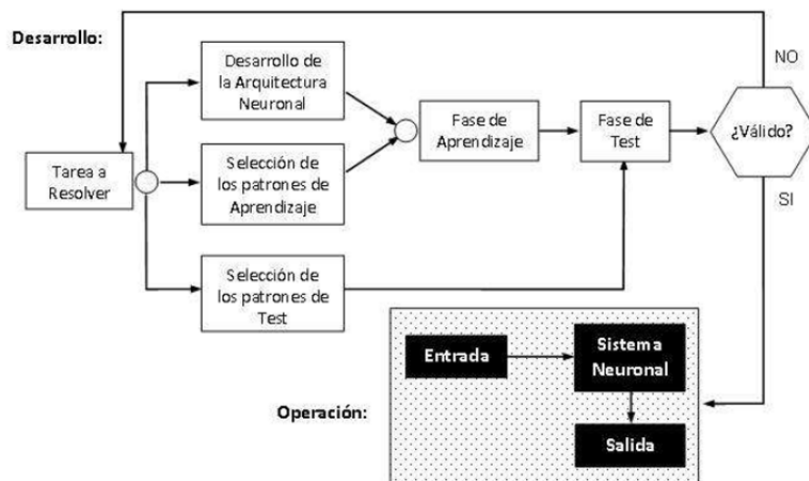 Desarrollo:
Desarrollo de
la Arquitectura
Neuronal
NO
Fase de
Aprendizaje
Fase de
Test
¿Válido?
Tarea a
Resolver
Selección de
los patrones de
Aprendizaje
SI
Selección de
los patrones de
Test
Entrada
Sistema
Neuronal
Operación:
Salida